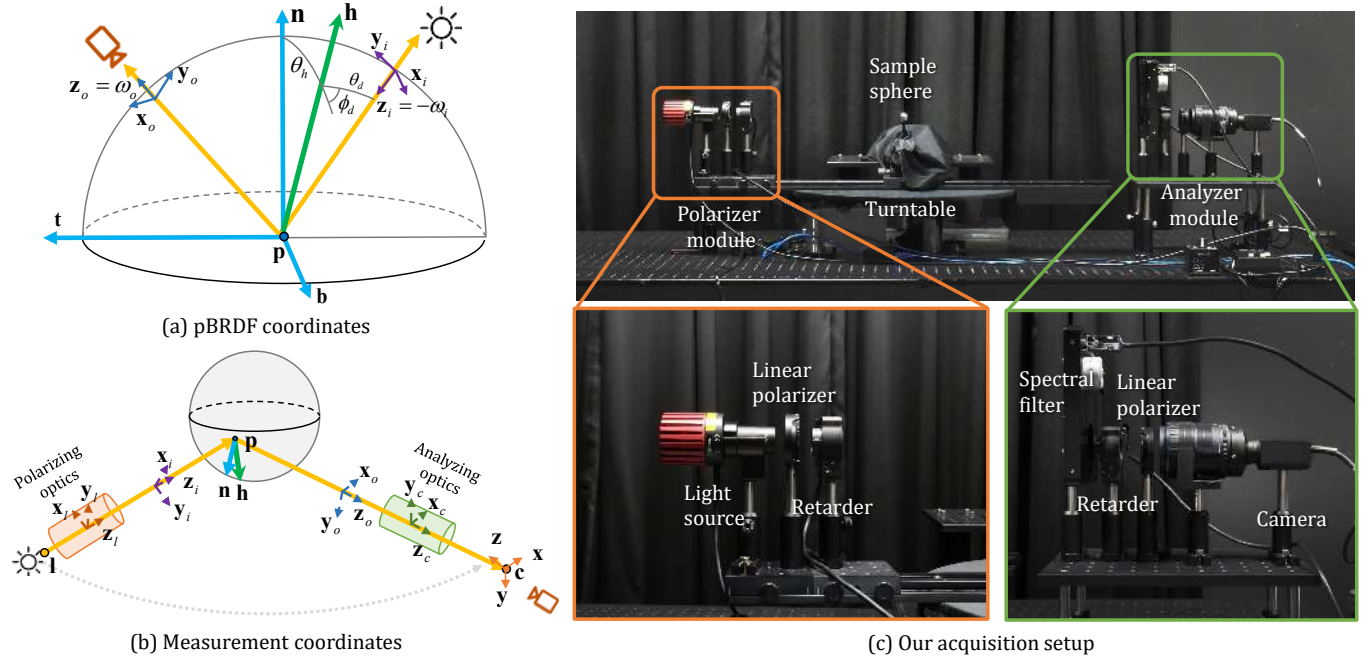 n
h
y_i
x_i
θ_h
θ_d
ϕ_d
z_i = −ω_i
y_o
z_o = ω_o
x_o
t
p
b
(a) pBRDF coordinates
p
n
h
Polarizing
optics
x_i
z_i
y_i
x_l
y_l
z_l
l
x_o
y_o
z_o
Analyzing
optics
y_c
x_c
z_c
z
x
c
y
(b) Measurement coordinates
Sample
sphere
Polarizer
module
Turntable
Analyzer
module
Linear
polarizer
Light
source
Retarder
Spectral
filter
Linear
polarizer
Retarder
Camera
(c) Our acquisition setup